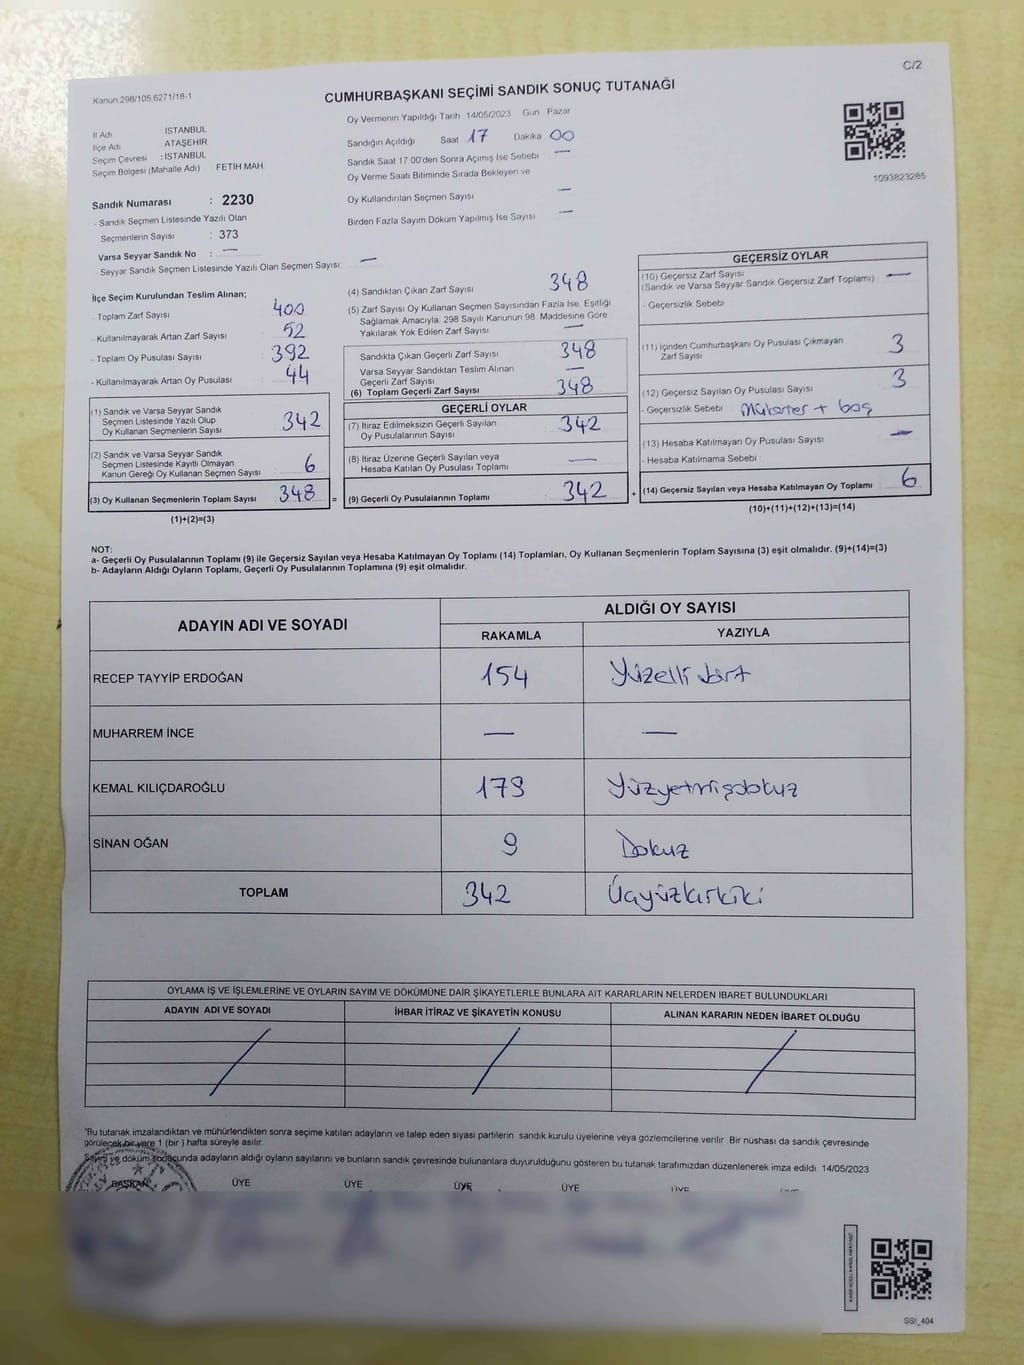 C/2
Kanun 298/105,6271/18-1
CUMHURBAŞKANI SEÇİMİ SANDIK SONUÇ TUTANAĞI
İl Adı İSTANBUL
İlçe Adı ATAŞEHİR
Seçim Çevresi : İSTANBUL
Seçim Bölgesi (Mahalle Adı) FETİH MAH
Sandık Numarası : 2230
- Sandık Seçmen Listesinde Yazılı Olan
Seçmenlerin Sayısı : 373
Varsa Seyyar Sandık No : —
- Seyyar Sandık Seçmen Listesinde Yazılı Olan Seçmen Sayısı: —
Oy Vermenin Yapıldığı Tarih 14/05/2023 Gün Pazar
Sandığın Açıldığı Saat 17 Dakika 00
Sandık Saat 17.00'den Sonra Açımış İse Sebebi —
Oy Verme Saati Bitiminde Sırada Bekleyen ve
Oy Kullandırılan Seçmen Sayısı —
Birden Fazla Sayım Döküm Yapılmış İse Sayısı —
1093823285
İlçe Seçim Kurulundan Teslim Alınan;
- Toplam Zarf Sayısı 400
- Kullanılmayarak Artan Zarf Sayısı 52
- Toplam Oy Pusulası Sayısı 392
- Kullanılmayarak Artan Oy Pusulası 44
(1) Sandık ve Varsa Seyyar Sandık
Seçmen Listesinde Yazılı Olup
Oy Kullanan Seçmenlerin Sayısı 342
(2) Sandık ve Varsa Seyyar Sandık
Seçmen Listesinde Kayıtlı Olmayan
Kanun Gereği Oy Kullanan Seçmen Sayısı 6
(3) Oy Kullanan Seçmenlerin Toplam Sayısı 348 =
(1)+(2)=(3)
(4) Sandıktan Çıkan Zarf Sayısı 348
(5) Zarf Sayısı Oy Kullanan Seçmen Sayısından Fazla İse, Eşitliği
Sağlamak Amacıyla, 298 Sayılı Kanunun 98 Maddesine Göre
Yakılarak Yok Edilen Zarf Sayısı —
Sandıkta Çıkan Geçerli Zarf Sayısı 348
Varsa Seyyar Sandıktan Teslim Alınan
Geçerli Zarf Sayısı —
(6) Toplam Geçerli Zarf Sayısı 348
GEÇERLİ OYLAR
(7) İtiraz Edilmeksizin Geçerli Sayılan
Oy Pusulalarının Sayısı 342
(8) İtiraz Üzerine Geçerli Sayılan veya
Hesaba Katılan Oy Pusulası Toplamı —
(9) Geçerli Oy Pusulalarının Toplamı 342 +
GEÇERSİZ OYLAR
(10) Geçersiz Zarf Sayısı
(Sandık ve Varsa Seyyar Sandık Geçersiz Zarf Toplamı) —
- Geçersizlik Sebebi
(11) İçinden Cumhurbaşkanı Oy Pusulası Çıkmayan
Zarf Sayısı 3
(12) Geçersiz Sayılan Oy Pusulası Sayısı 3
- Geçersizlik Sebebi Mükerrer + boş
(13) Hesaba Katılmayan Oy Pusulası Sayısı —
- Hesaba Katılmama Sebebi
(14) Geçersiz Sayılan veya Hesaba Katılmayan Oy Toplamı 6
(10)+(11)+(12)+(13)=(14)
NOT:
a- Geçerli Oy Pusulalarının Toplamı (9) ile Geçersiz Sayılan veya Hesaba Katılmayan Oy Toplamı (14) Toplamları, Oy Kullanan Seçmenlerin Toplam Sayısına (3) eşit olmalıdır. (9)+(14)=(3)
b- Adayların Aldığı Oyların Toplamı, Geçerli Oy Pusulalarının Toplamına (9) eşit olmalıdır.
ADAYIN ADI VE SOYADI ALDIĞI OY SAYISI
RAKAMLA YAZIYLA
RECEP TAYYİP ERDOĞAN 154 Yüzelli dört
MUHARREM İNCE — —
KEMAL KILIÇDAROĞLU 179 Yüzyetmişdokuz
SİNAN OĞAN 9 Dokuz
TOPLAM 342 Üçyüzkırkiki
OYLAMA İŞ VE İŞLEMLERİNE VE OYLARIN SAYIM VE DÖKÜMÜNE DAİR ŞİKAYETLERLE BUNLARA AİT KARARLARIN NELERDEN İBARET BULUNDUKLARI
ADAYIN ADI VE SOYADI İHBAR İTİRAZ VE ŞİKAYETİN KONUSU ALINAN KARARIN NEDEN İBARET OLDUĞU
"Bu tutanak imzalandıktan ve mühürlendikten sonra seçime katılan adayların ve talep eden siyasi partilerin sandık kurulu üyelerine veya gözlemcilerine verilir. Bir nüshası da sandık çevresinde
görülecek bir yere 1 (bir ) hafta süreyle asılır.
Sayım ve döküm sonucunda adayların aldığı oyların sayılarını ve bunların sandık çevresinde bulunanlara duyurulduğunu gösteren bu tutanak tarafımızdan düzenlenerek imza edildi. 14/05/2023
BAŞKAN ÜYE ÜYE ÜYE ÜYE ÜYE
SSI_404